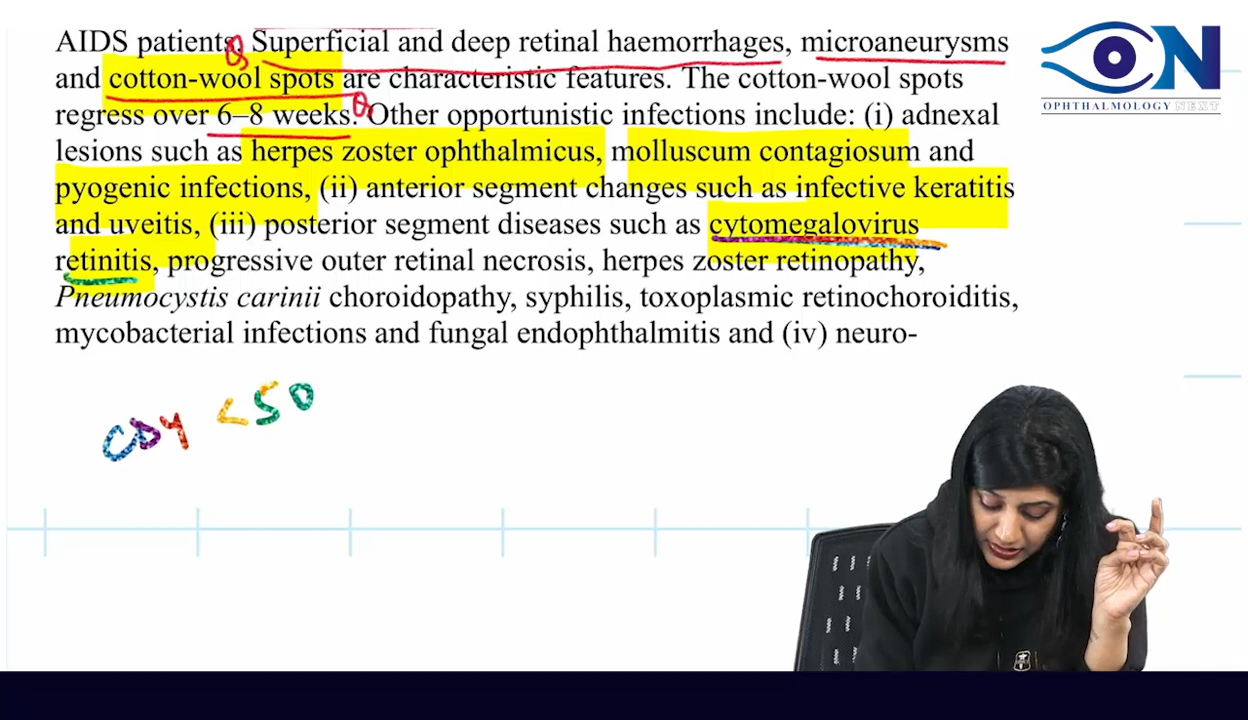 AIDS patients. Superficial and deep retinal haemorrhages, microaneurysms
and cotton-wool spots are characteristic features. The cotton-wool spots
regress over 6–8 weeks. Other opportunistic infections include: (i) adnexal
lesions such as herpes zoster ophthalmicus, molluscum contagiosum and
pyogenic infections, (ii) anterior segment changes such as infective keratitis
and uveitis, (iii) posterior segment diseases such as cytomegalovirus
retinitis, progressive outer retinal necrosis, herpes zoster retinopathy,
Pneumocystis carinii choroidopathy, syphilis, toxoplasmic retinochoroiditis,
mycobacterial infections and fungal endophthalmitis and (iv) neuro-
CD4 <50
ON
OPHTHALMOLOGY NEXT